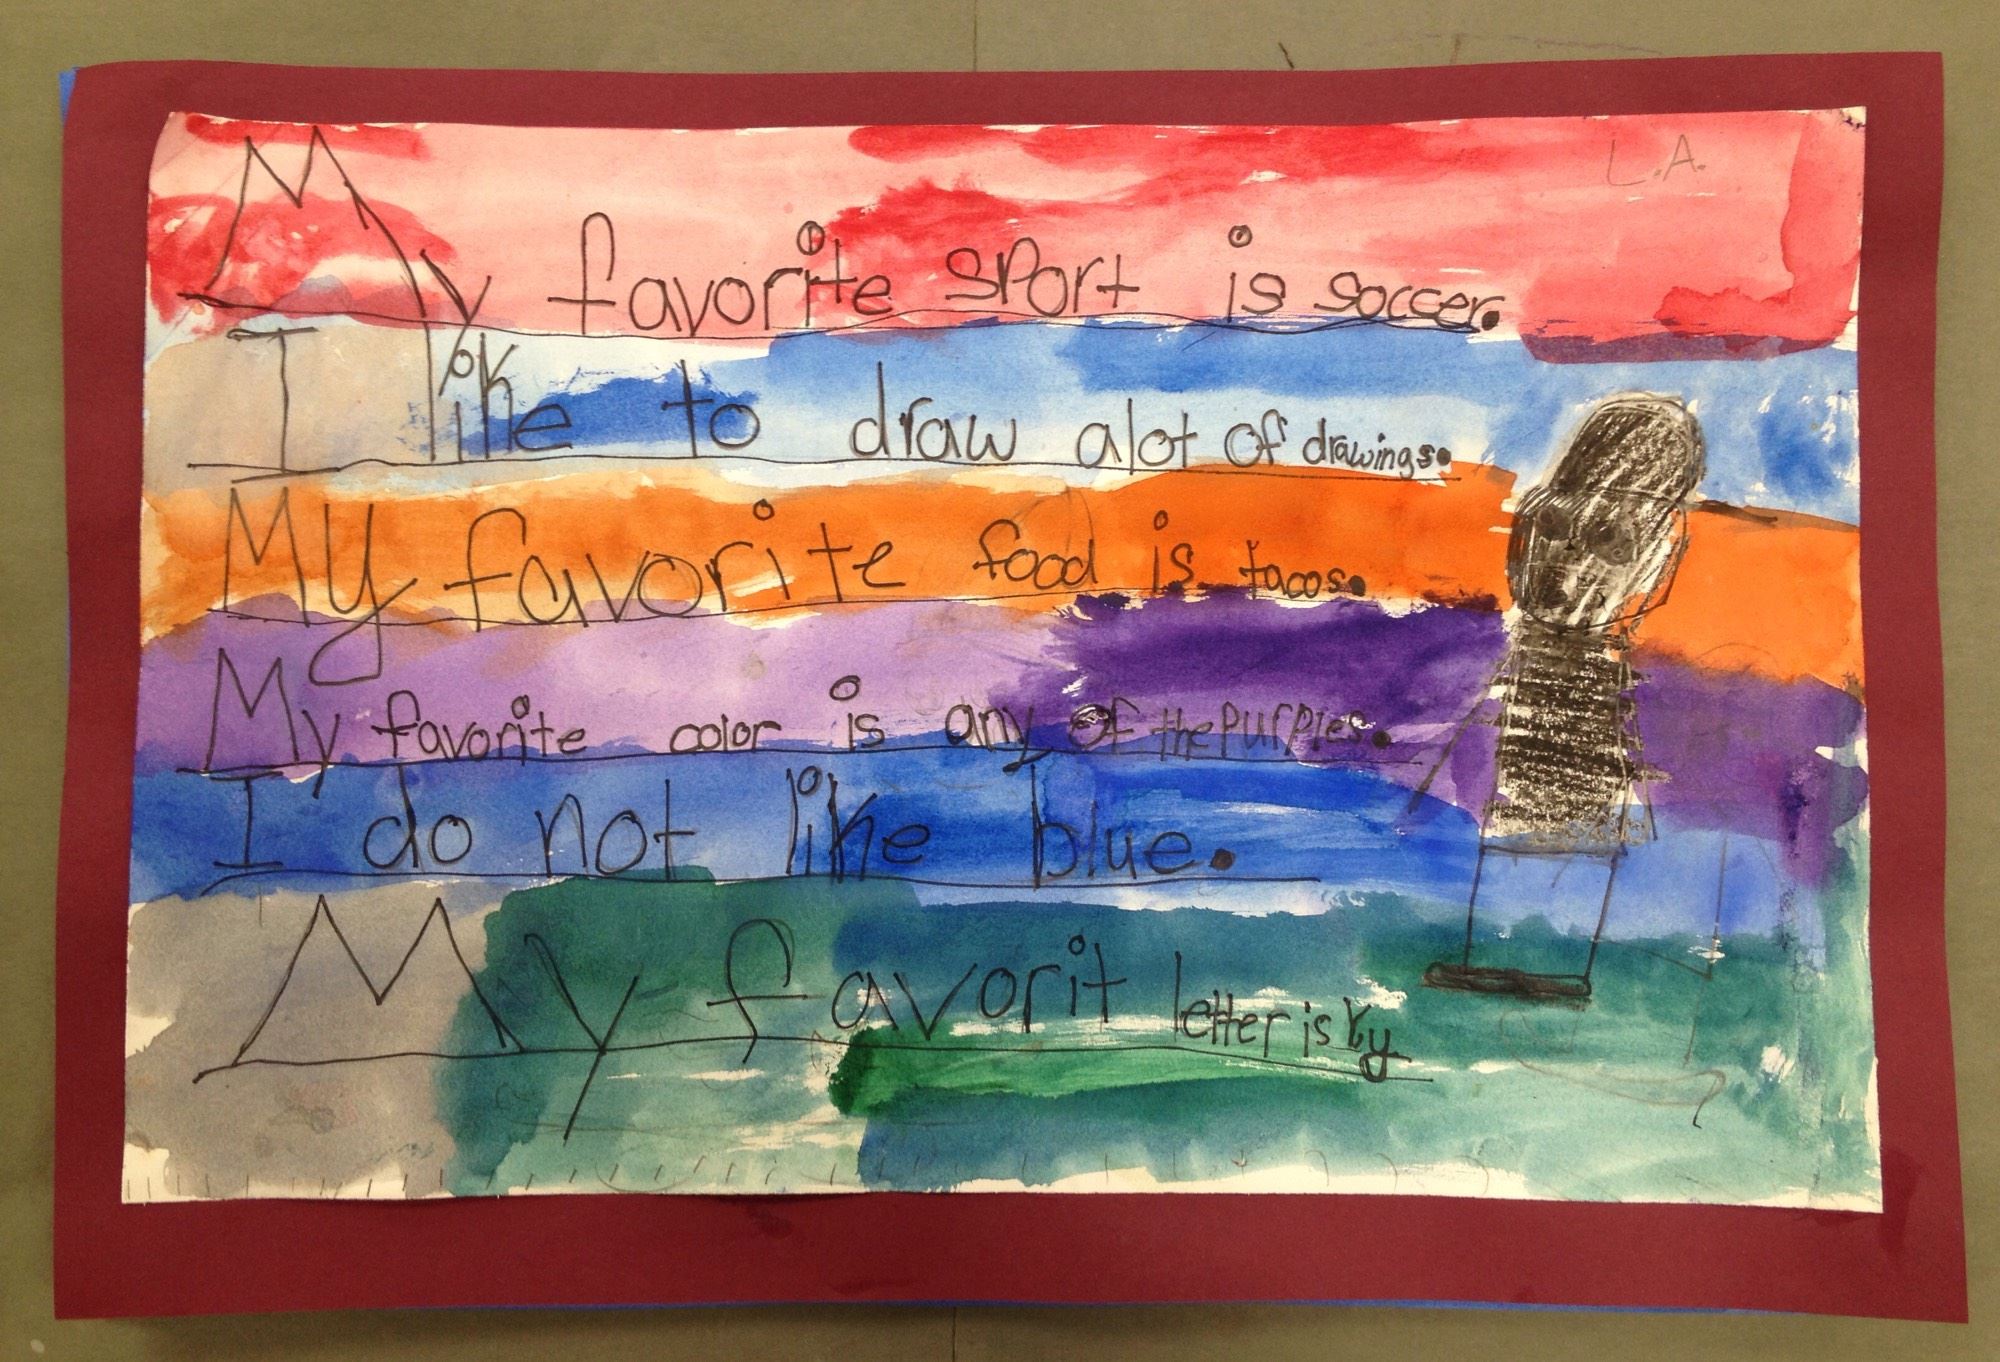 L.A.
My favorite sport is soccer.
I like to draw alot of drawings.
My favorite food is tacos.
My favorite color is any of the purples.
I do not like blue.
My favorit letter is